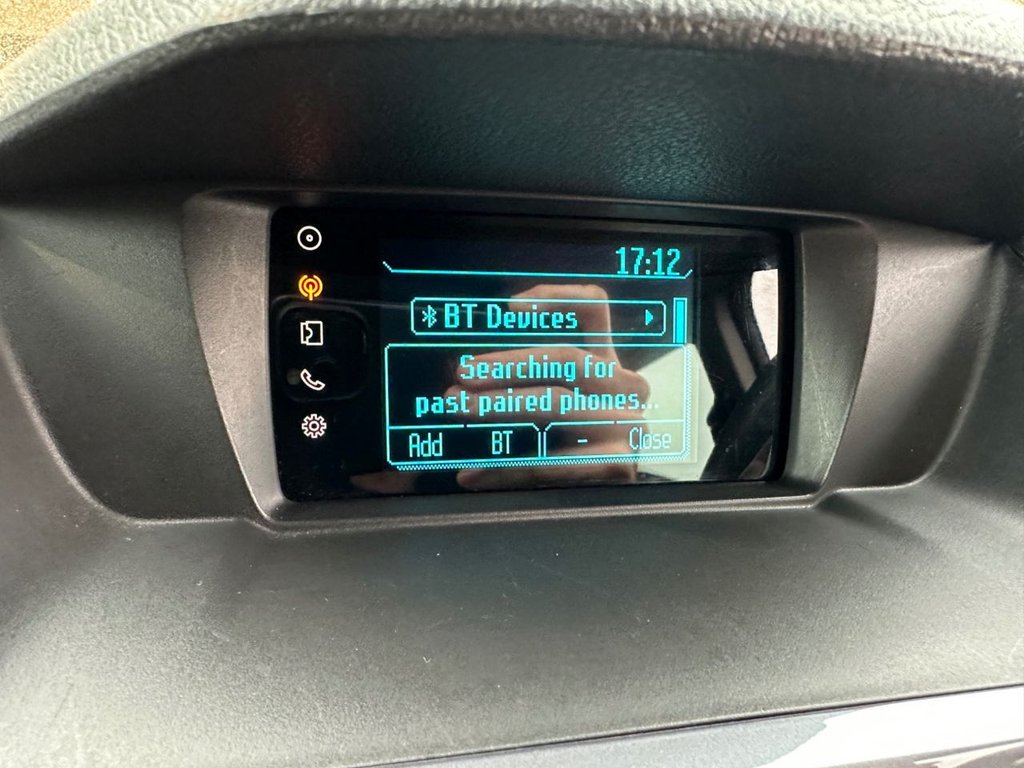 17:12
BT Devices
Searching for
past paired phones...
Add BT - Close